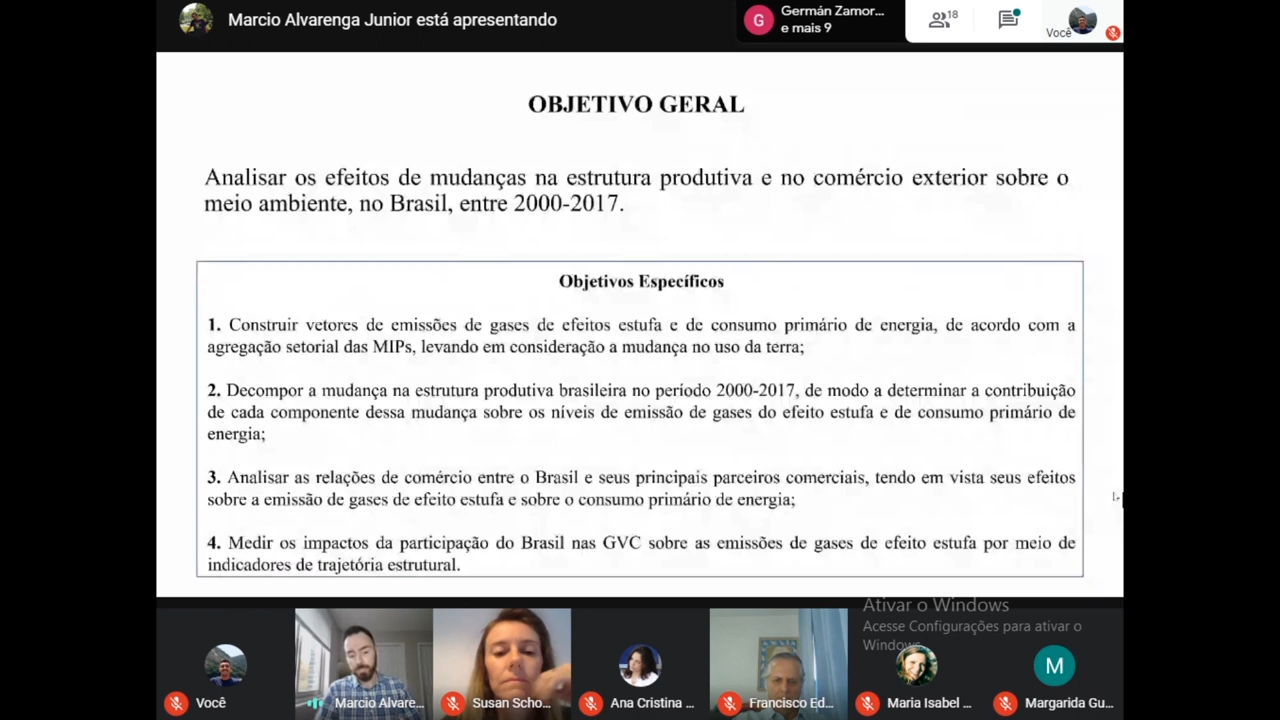 Marcio Alvarenga Junior está apresentando
G
Germán Zamor...
e mais 9
18
Você
OBJETIVO GERAL
Analisar os efeitos de mudanças na estrutura produtiva e no comércio exterior sobre o
meio ambiente, no Brasil, entre 2000-2017.
Objetivos Específicos
1. Construir vetores de emissões de gases de efeitos estufa e de consumo primário de energia, de acordo com a
agregação setorial das MIPs, levando em consideração a mudança no uso da terra;
2. Decompor a mudança na estrutura produtiva brasileira no período 2000-2017, de modo a determinar a contribuição
de cada componente dessa mudança sobre os níveis de emissão de gases do efeito estufa e de consumo primário de
energia;
3. Analisar as relações de comércio entre o Brasil e seus principais parceiros comerciais, tendo em vista seus efeitos
sobre a emissão de gases de efeito estufa e sobre o consumo primário de energia;
4. Medir os impactos da participação do Brasil nas GVC sobre as emissões de gases de efeito estufa por meio de
indicadores de trajetória estrutural.
Ativar o Windows
Acesse Configurações para ativar o
Windows.
M
Você
Marcio Alvare...
Susan Scho...
Ana Cristina ...
Francisco Ed...
Maria Isabel ...
Margarida Gu...